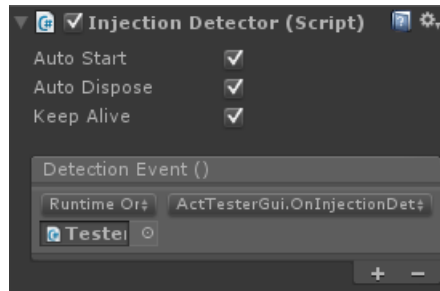 Injection Detector (Script)
Auto Start
Auto Dispose
Keep Alive
Detection Event ()
Runtime Or ActTesterGui.OnInjectionDet
Tester